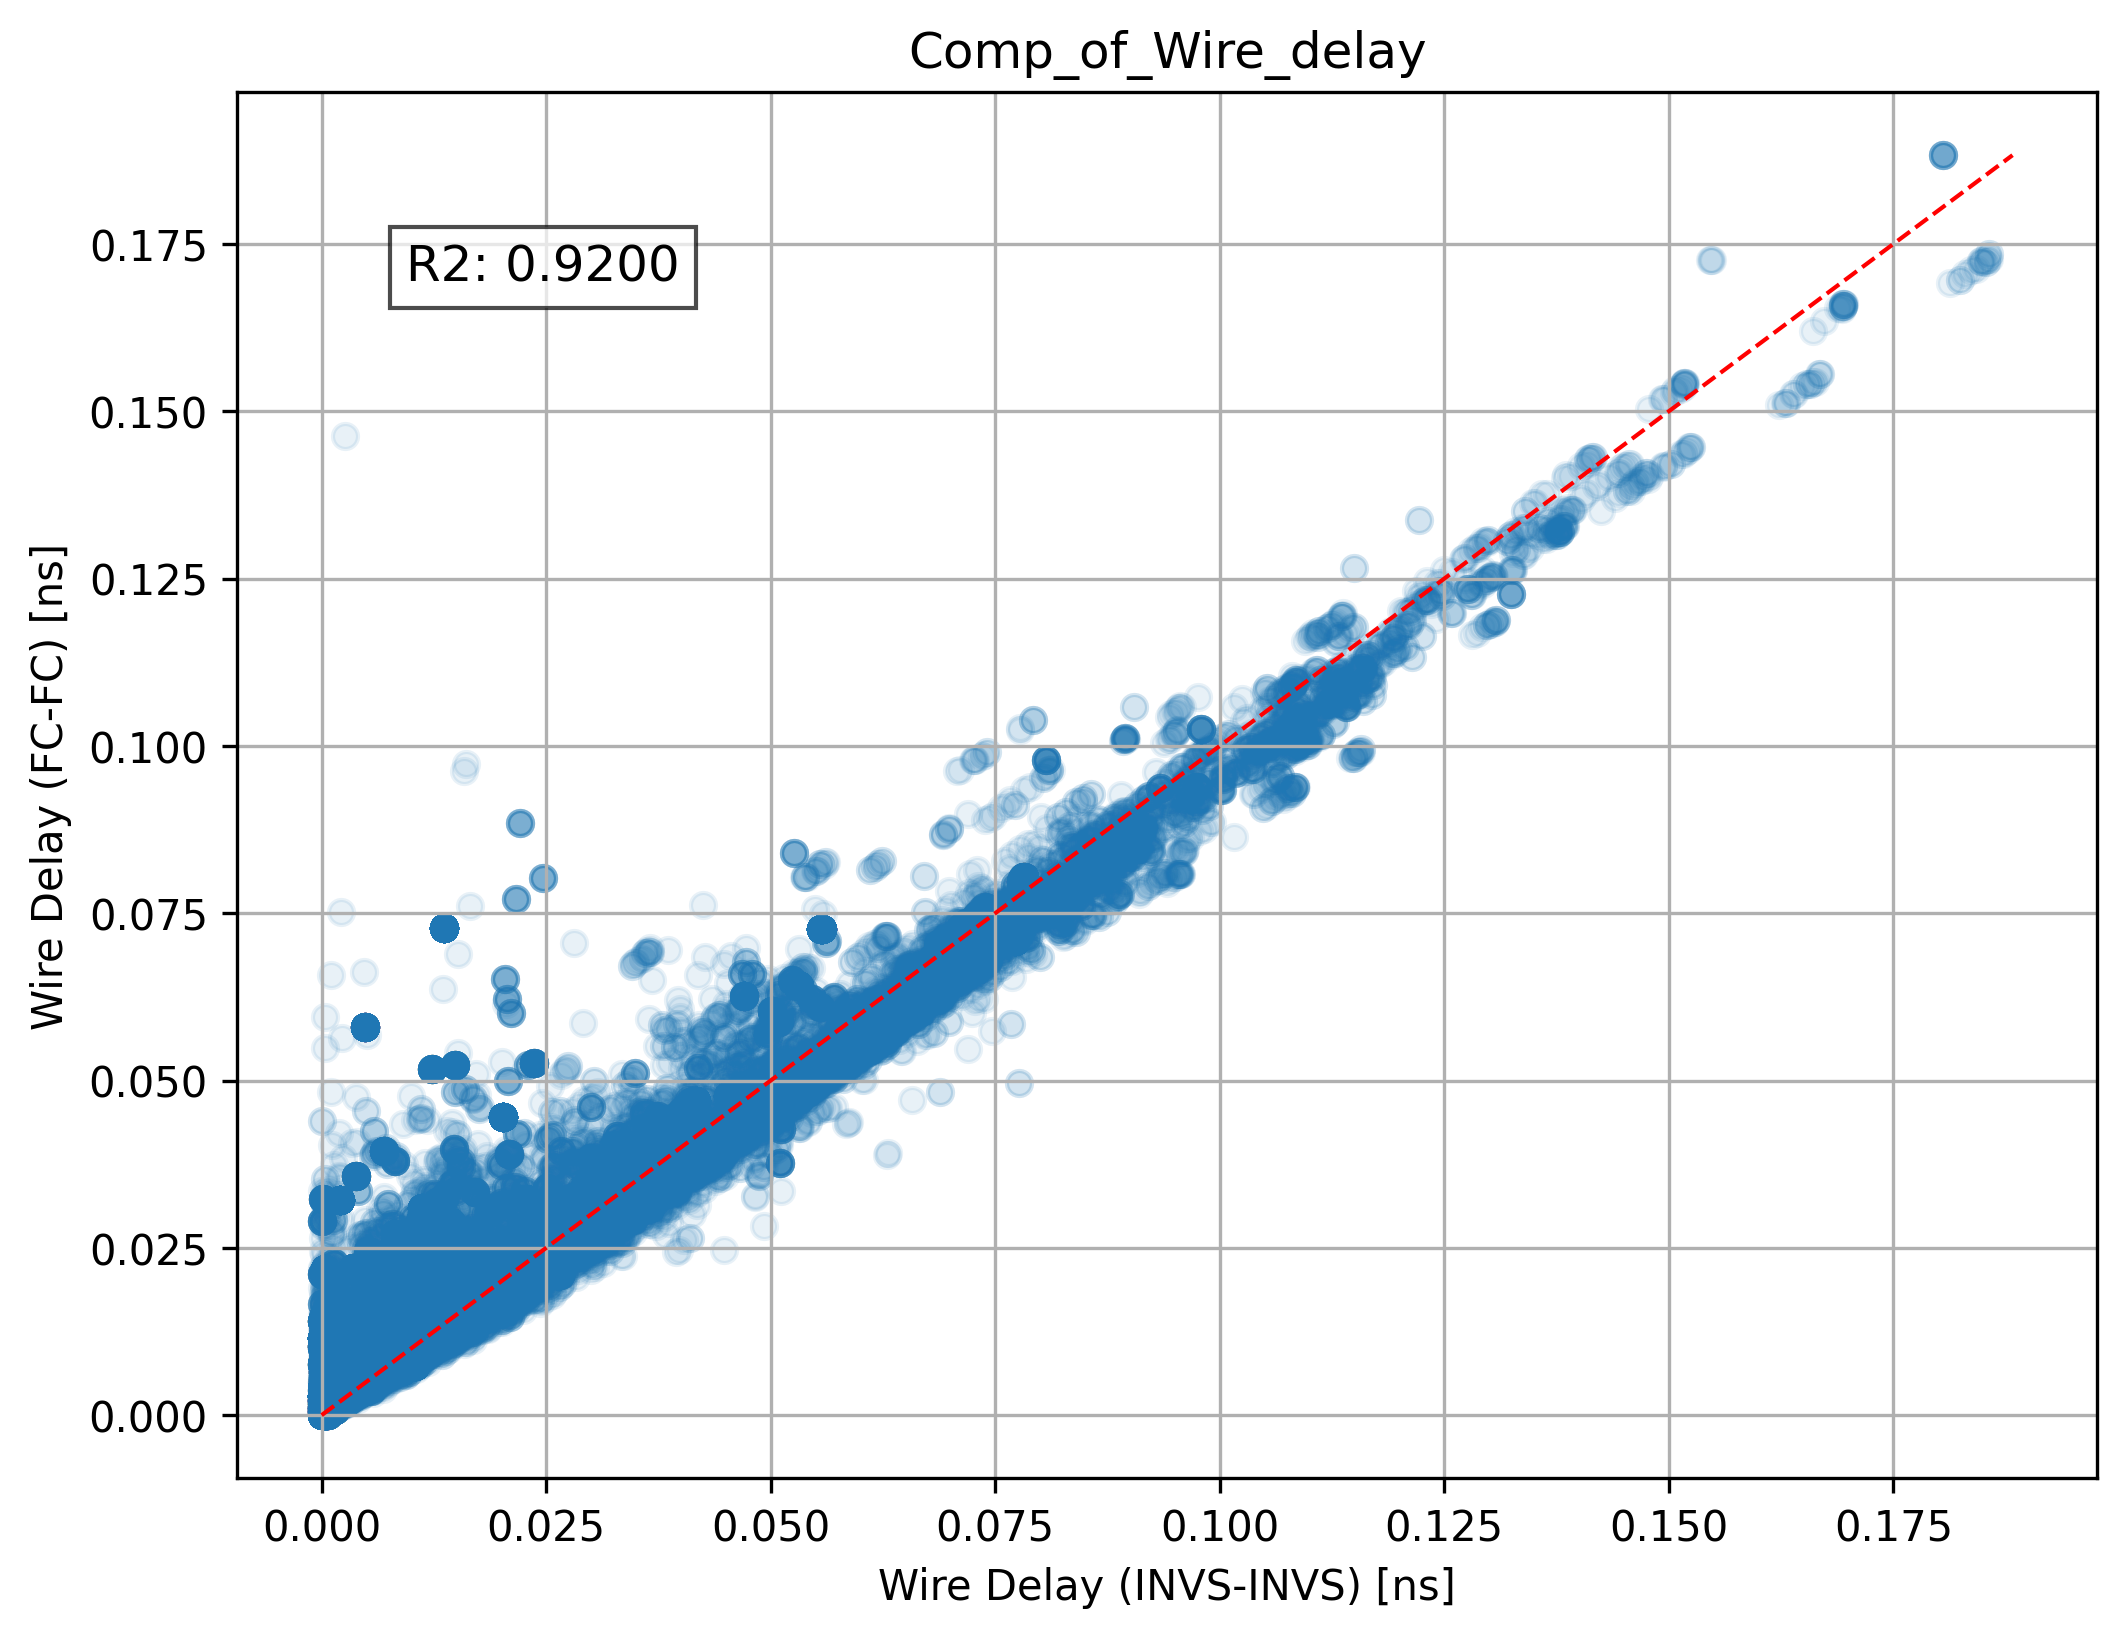 Comp_of_Wire_delay
R2: 0.9200
Wire Delay (FC-FC) [ns]
0.175
0.150
0.125
0.100
0.075
0.050
0.025
0.000
0.000 0.025 0.050 0.075 0.100 0.125 0.150 0.175
Wire Delay (INVS-INVS) [ns]